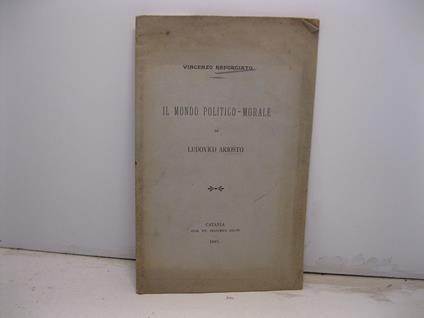 VINCENZO REFORGIATO
IL MONDO POLITICO-MORALE
DI
LUDOVICO ARIOSTO
CATANIA